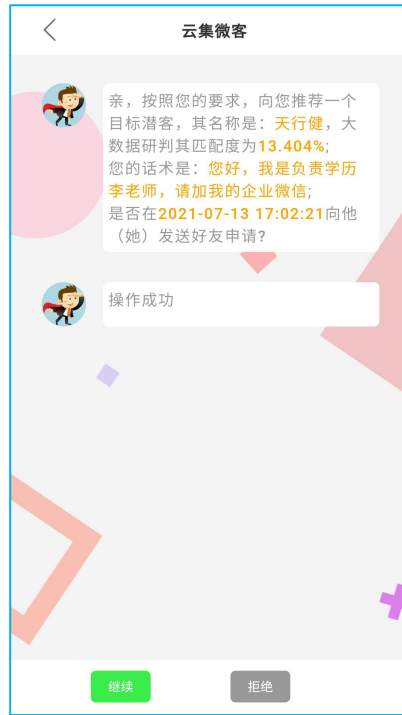 云集微客
亲，按照您的要求，向您推荐一个
目标潜客，其名称是：天行健，大
数据研判其匹配度为13.404%;
您的话术是：您好，我是负责学历
李老师，请加我的企业微信;
是否在2021-07-13 17:02:21向他
（她）发送好友申请?
操作成功
继续
拒绝